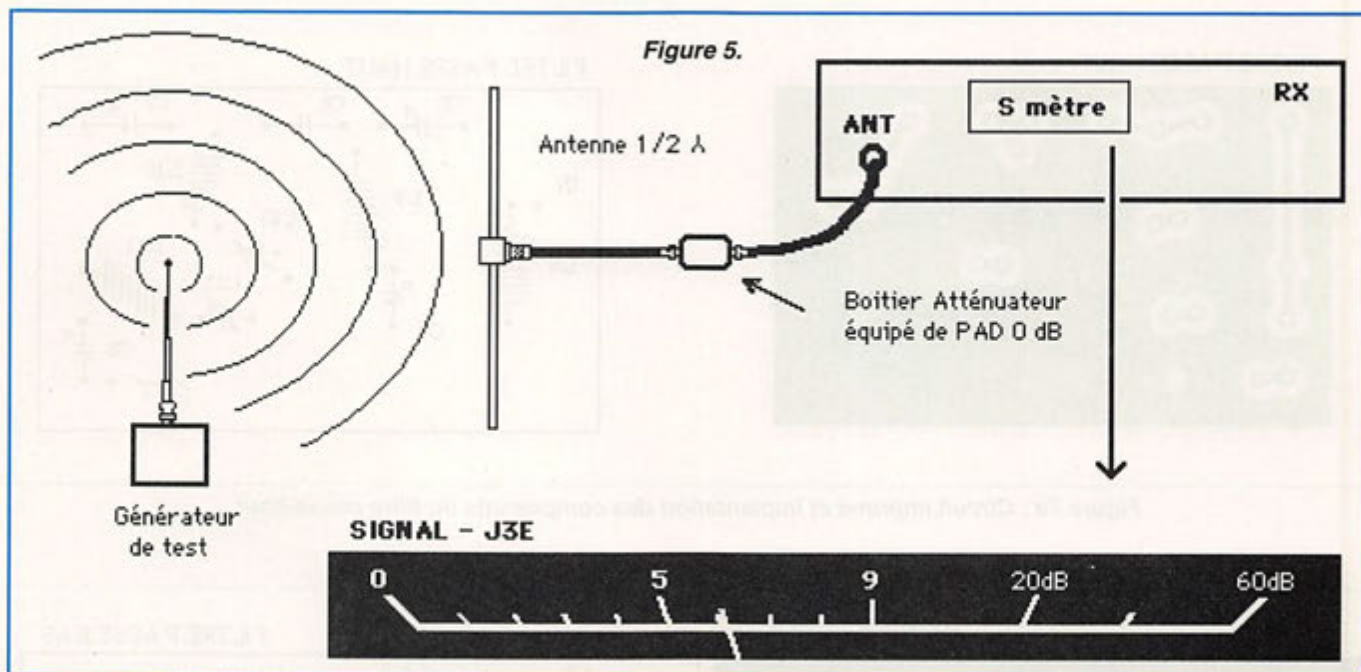 Figure 5.
S mètre
RX
ANT
Antenne 1/2 λ
Boitier Atténuateur
équipé de PAD 0 dB
Générateur
de test
SIGNAL - J3E
0 5 9 20dB 60dB